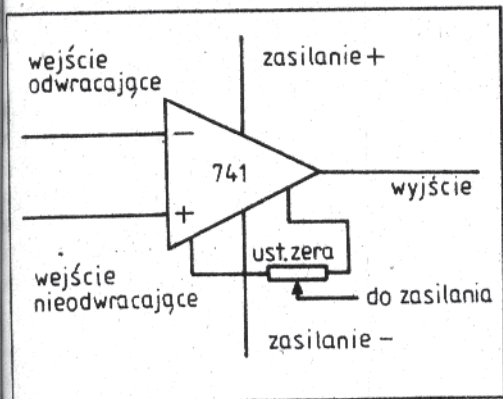 wejście
odwracające
zasilanie+
−
741
+
wyjście
ust.zera
wejście
nieodwracające
do zasilania
zasilanie −